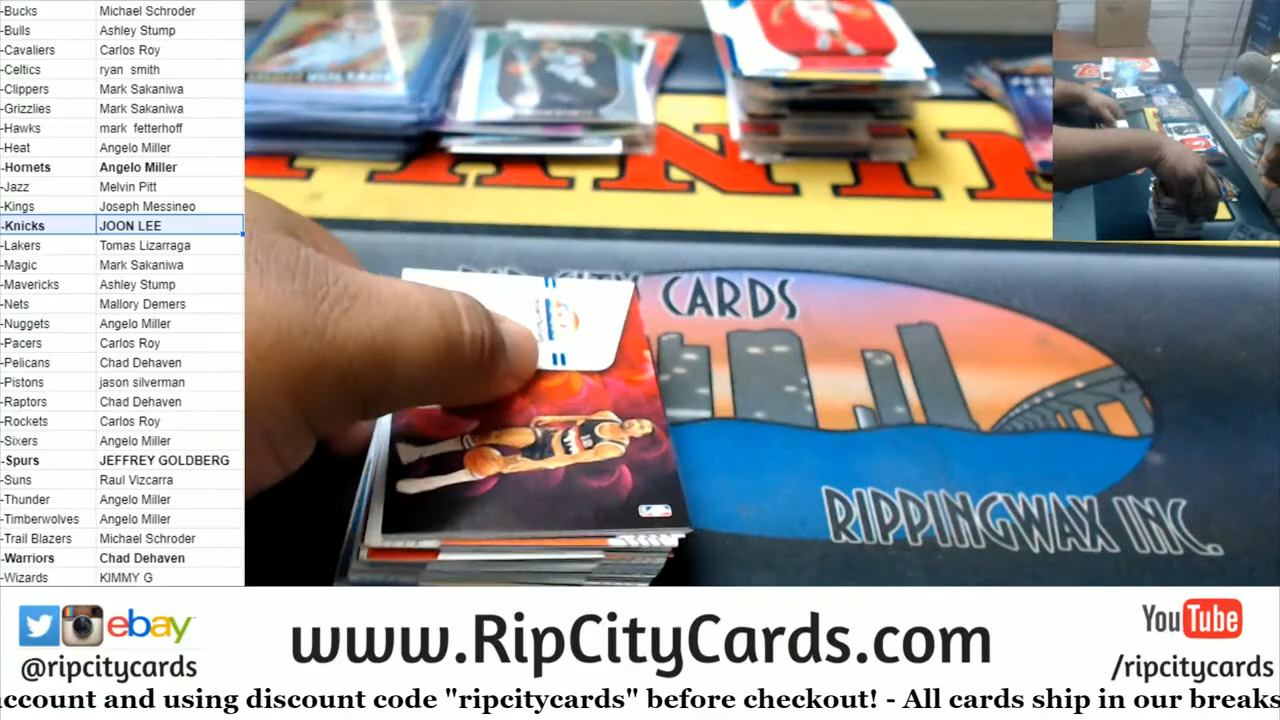 -Bucks Michael Schroder
-Bulls Ashley Stump
-Cavaliers Carlos Roy
-Celtics ryan smith
-Clippers Mark Sakaniwa
-Grizzlies Mark Sakaniwa
-Hawks mark fetterhoff
-Heat Angelo Miller
-Hornets Angelo Miller
-Jazz Melvin Pitt
-Kings Joseph Messineo
-Knicks JOON LEE
-Lakers Tomas Lizarraga
-Magic Mark Sakaniwa
-Mavericks Ashley Stump
-Nets Mallory Demers
-Nuggets Angelo Miller
-Pacers Carlos Roy
-Pelicans Chad Dehaven
-Pistons jason silverman
-Raptors Chad Dehaven
-Rockets Carlos Roy
-Sixers Angelo Miller
-Spurs JEFFREY GOLDBERG
-Suns Raul Vizcarra
-Thunder Angelo Miller
-Timberwolves Angelo Miller
-Trail Blazers Michael Schroder
-Warriors Chad Dehaven
-Wizards KIMMY G
CARDS
RIPPINGWAX INC.
ebay
@ripcitycards
www.RipCityCards.com
YouTube
/ripcitycards
account and using discount code "ripcitycards" before checkout! - All cards ship in our breaks